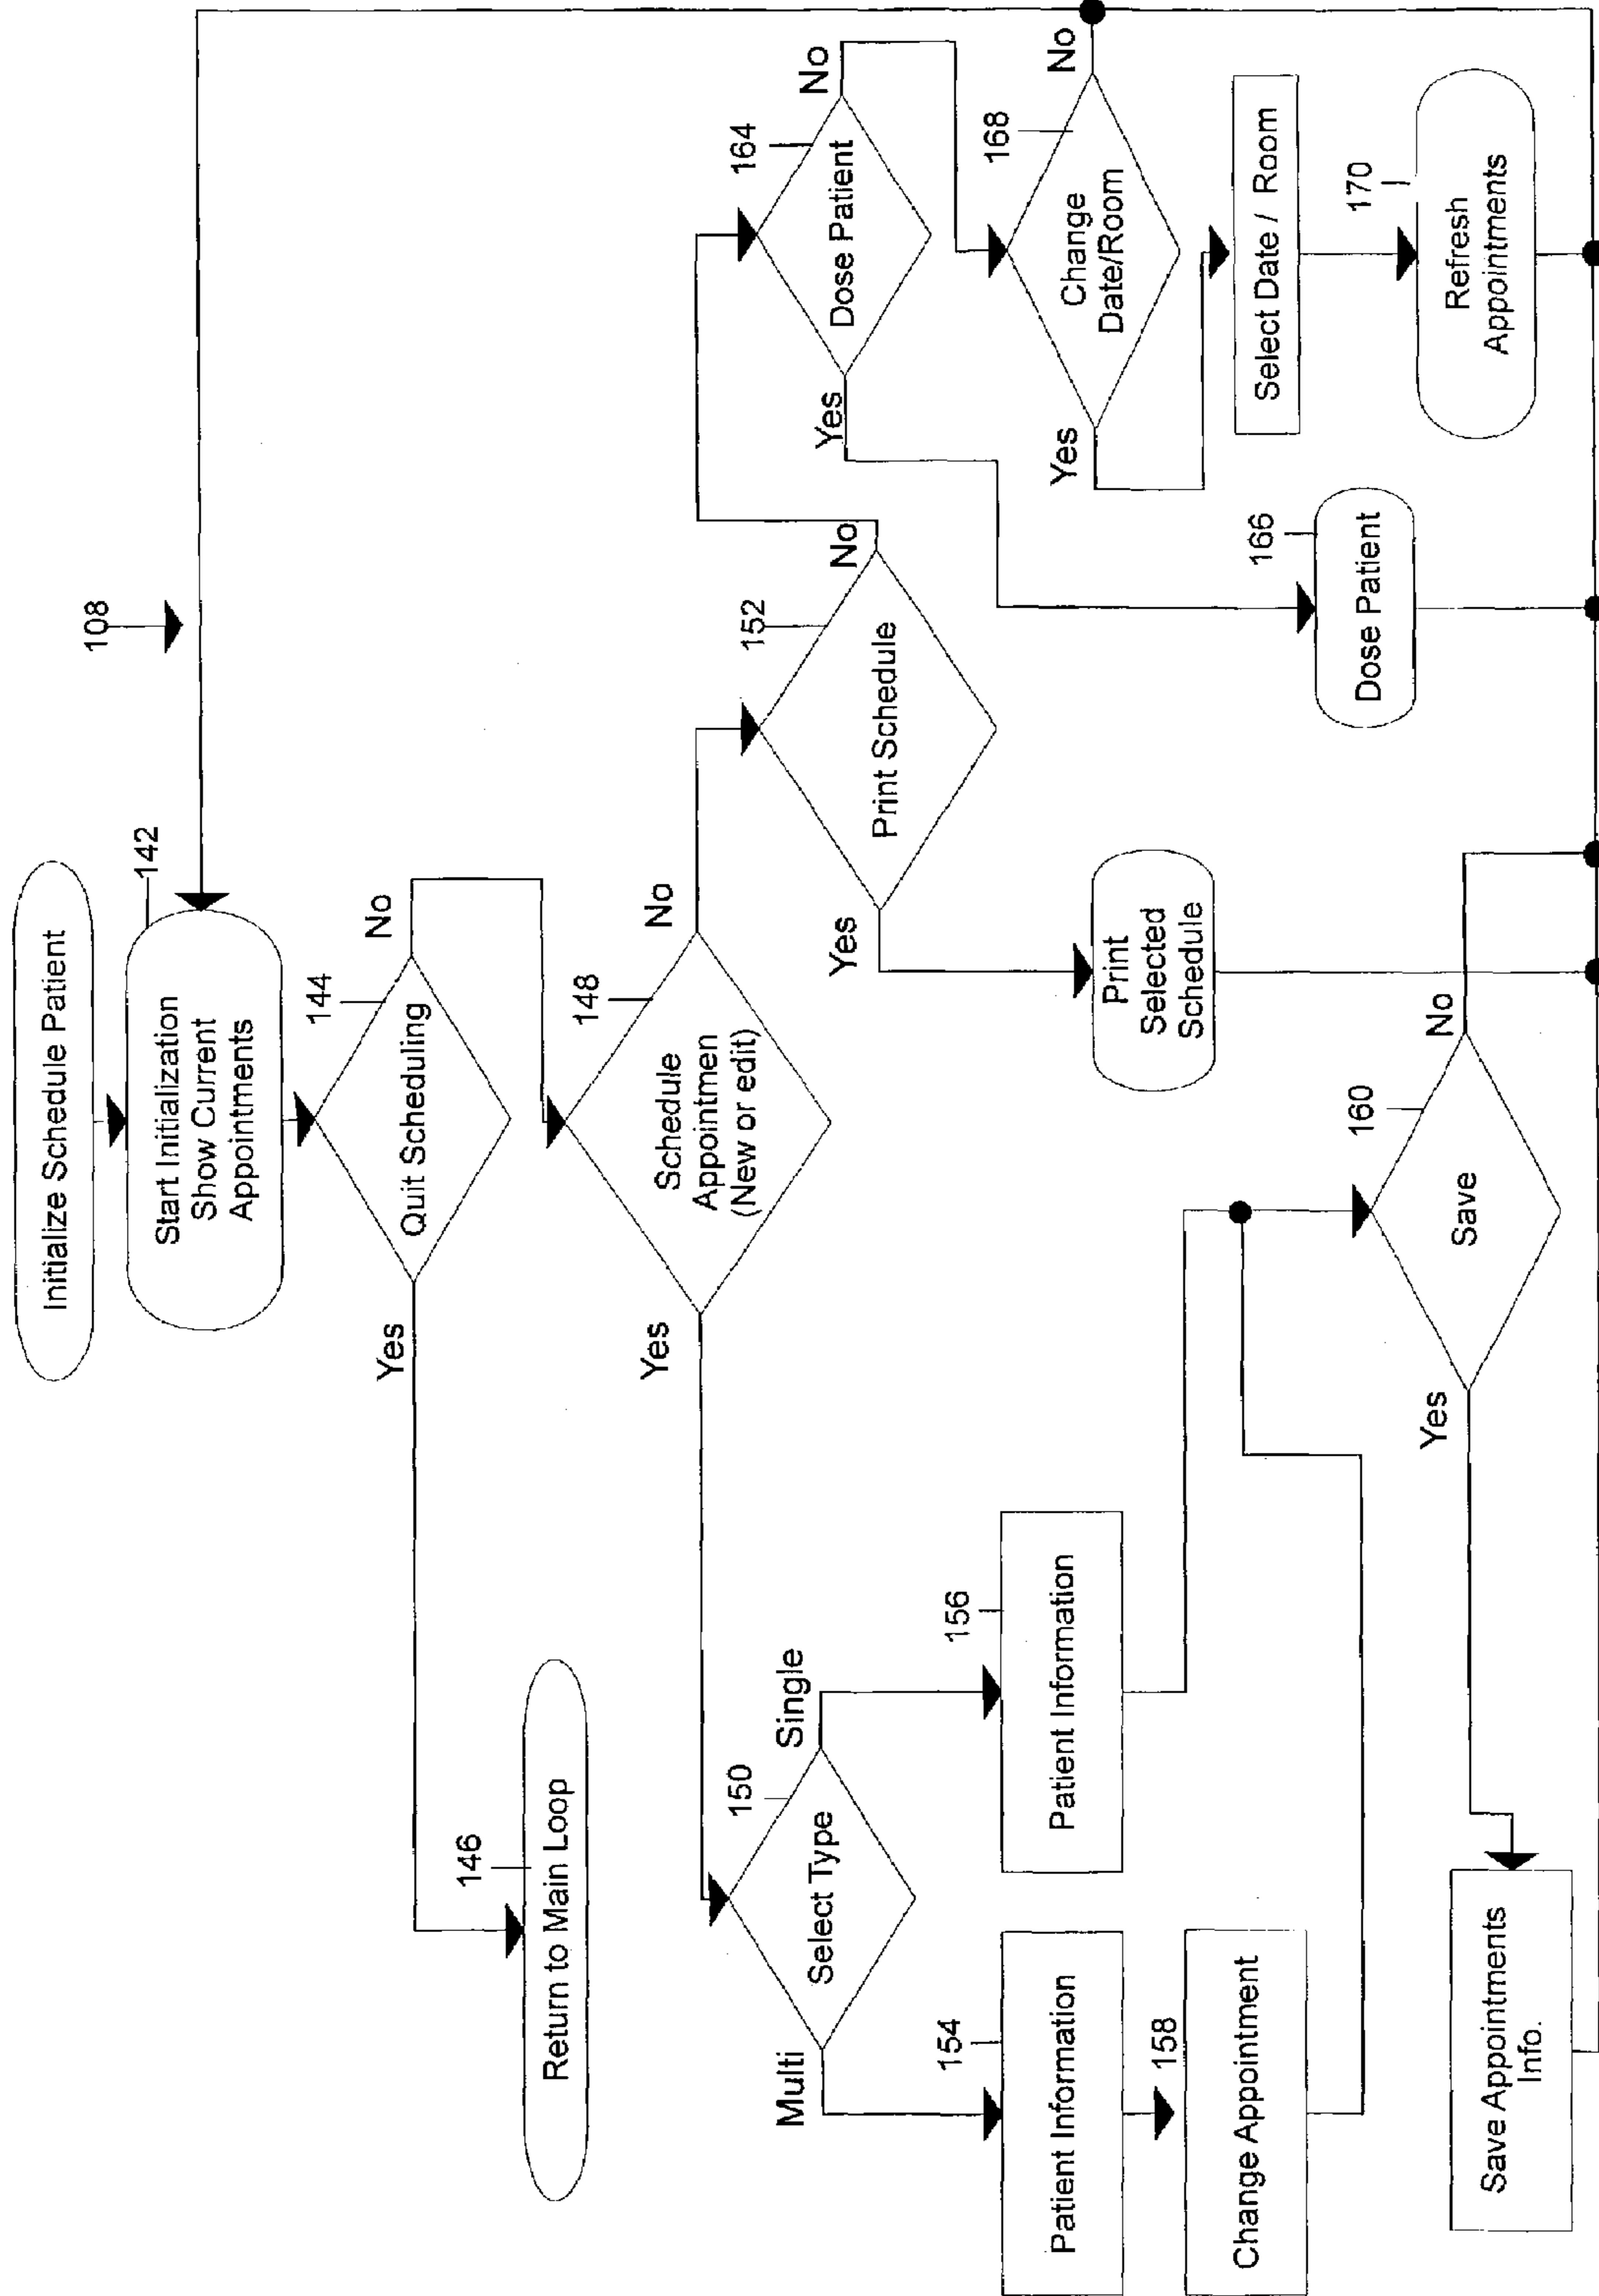 Initialize Schedule Patient
108
142
Start Initialization
Show Current
Appointments
144
Quit Scheduling
Yes
No
146
Return to Main Loop
148
Schedule
Appointmen
(New or edit)
Yes
No
150
Select Type
Multi
Single
152
Print Schedule
Yes
No
164
Dose Patient
Yes
No
168
Change
Date/Room
Yes
No
Select Date / Room
170
Refresh
Appointments
166
Dose Patient
Print
Selected
Schedule
154
Patient Information
156
Patient Information
158
Change Appointment
160
Save
Yes
No
Save Appointments
Info.